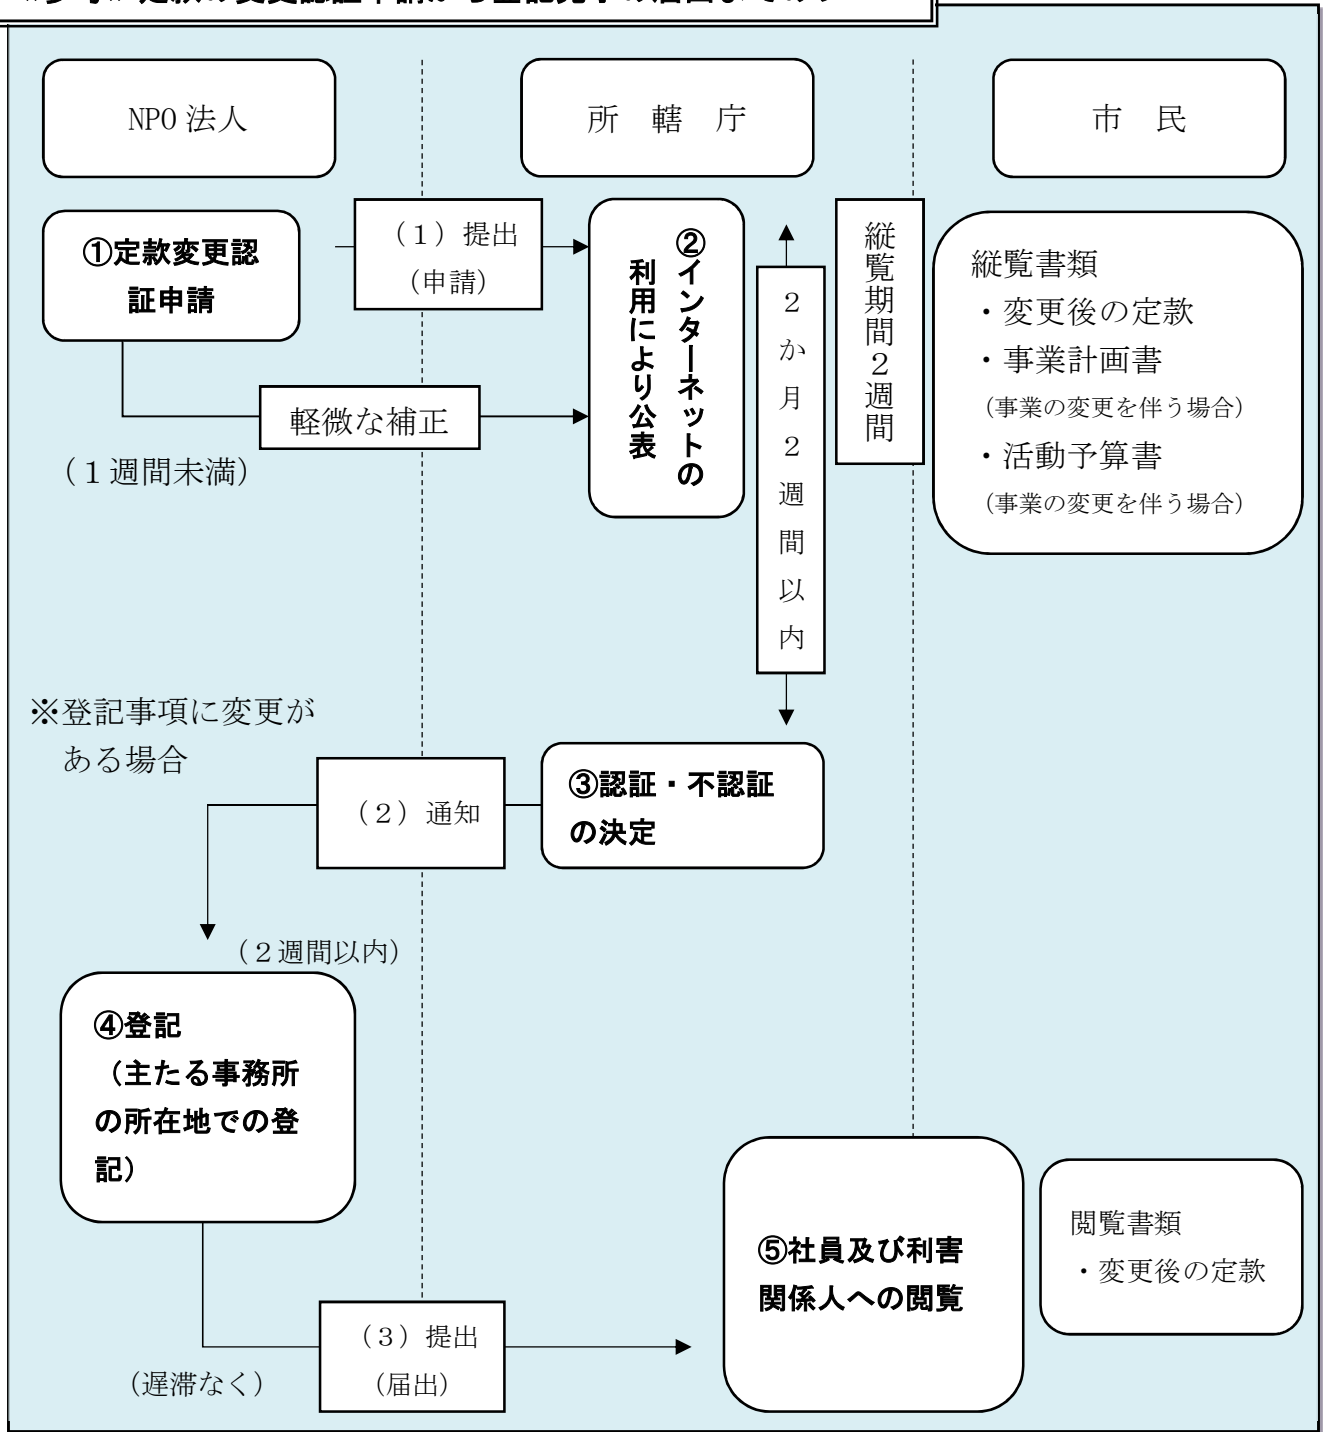 NPO 法人
所 轄 庁
市 民
①定款変更認
証申請
(1)提出
(申請)
②インターネットの
利用により公表
2か月2週間以内
縦覧期間2週間
縦覧書類
・変更後の定款
・事業計画書
(事業の変更を伴う場合)
・活動予算書
(事業の変更を伴う場合)
軽微な補正
(1週間未満)
※登記事項に変更が
ある場合
(2)通知
③認証・不認証
の決定
(2週間以内)
④登記
(主たる事務所
の所在地での登
記)
⑤社員及び利害
関係人への閲覧
閲覧書類
・変更後の定款
(3)提出
(届出)
(遅滞なく)